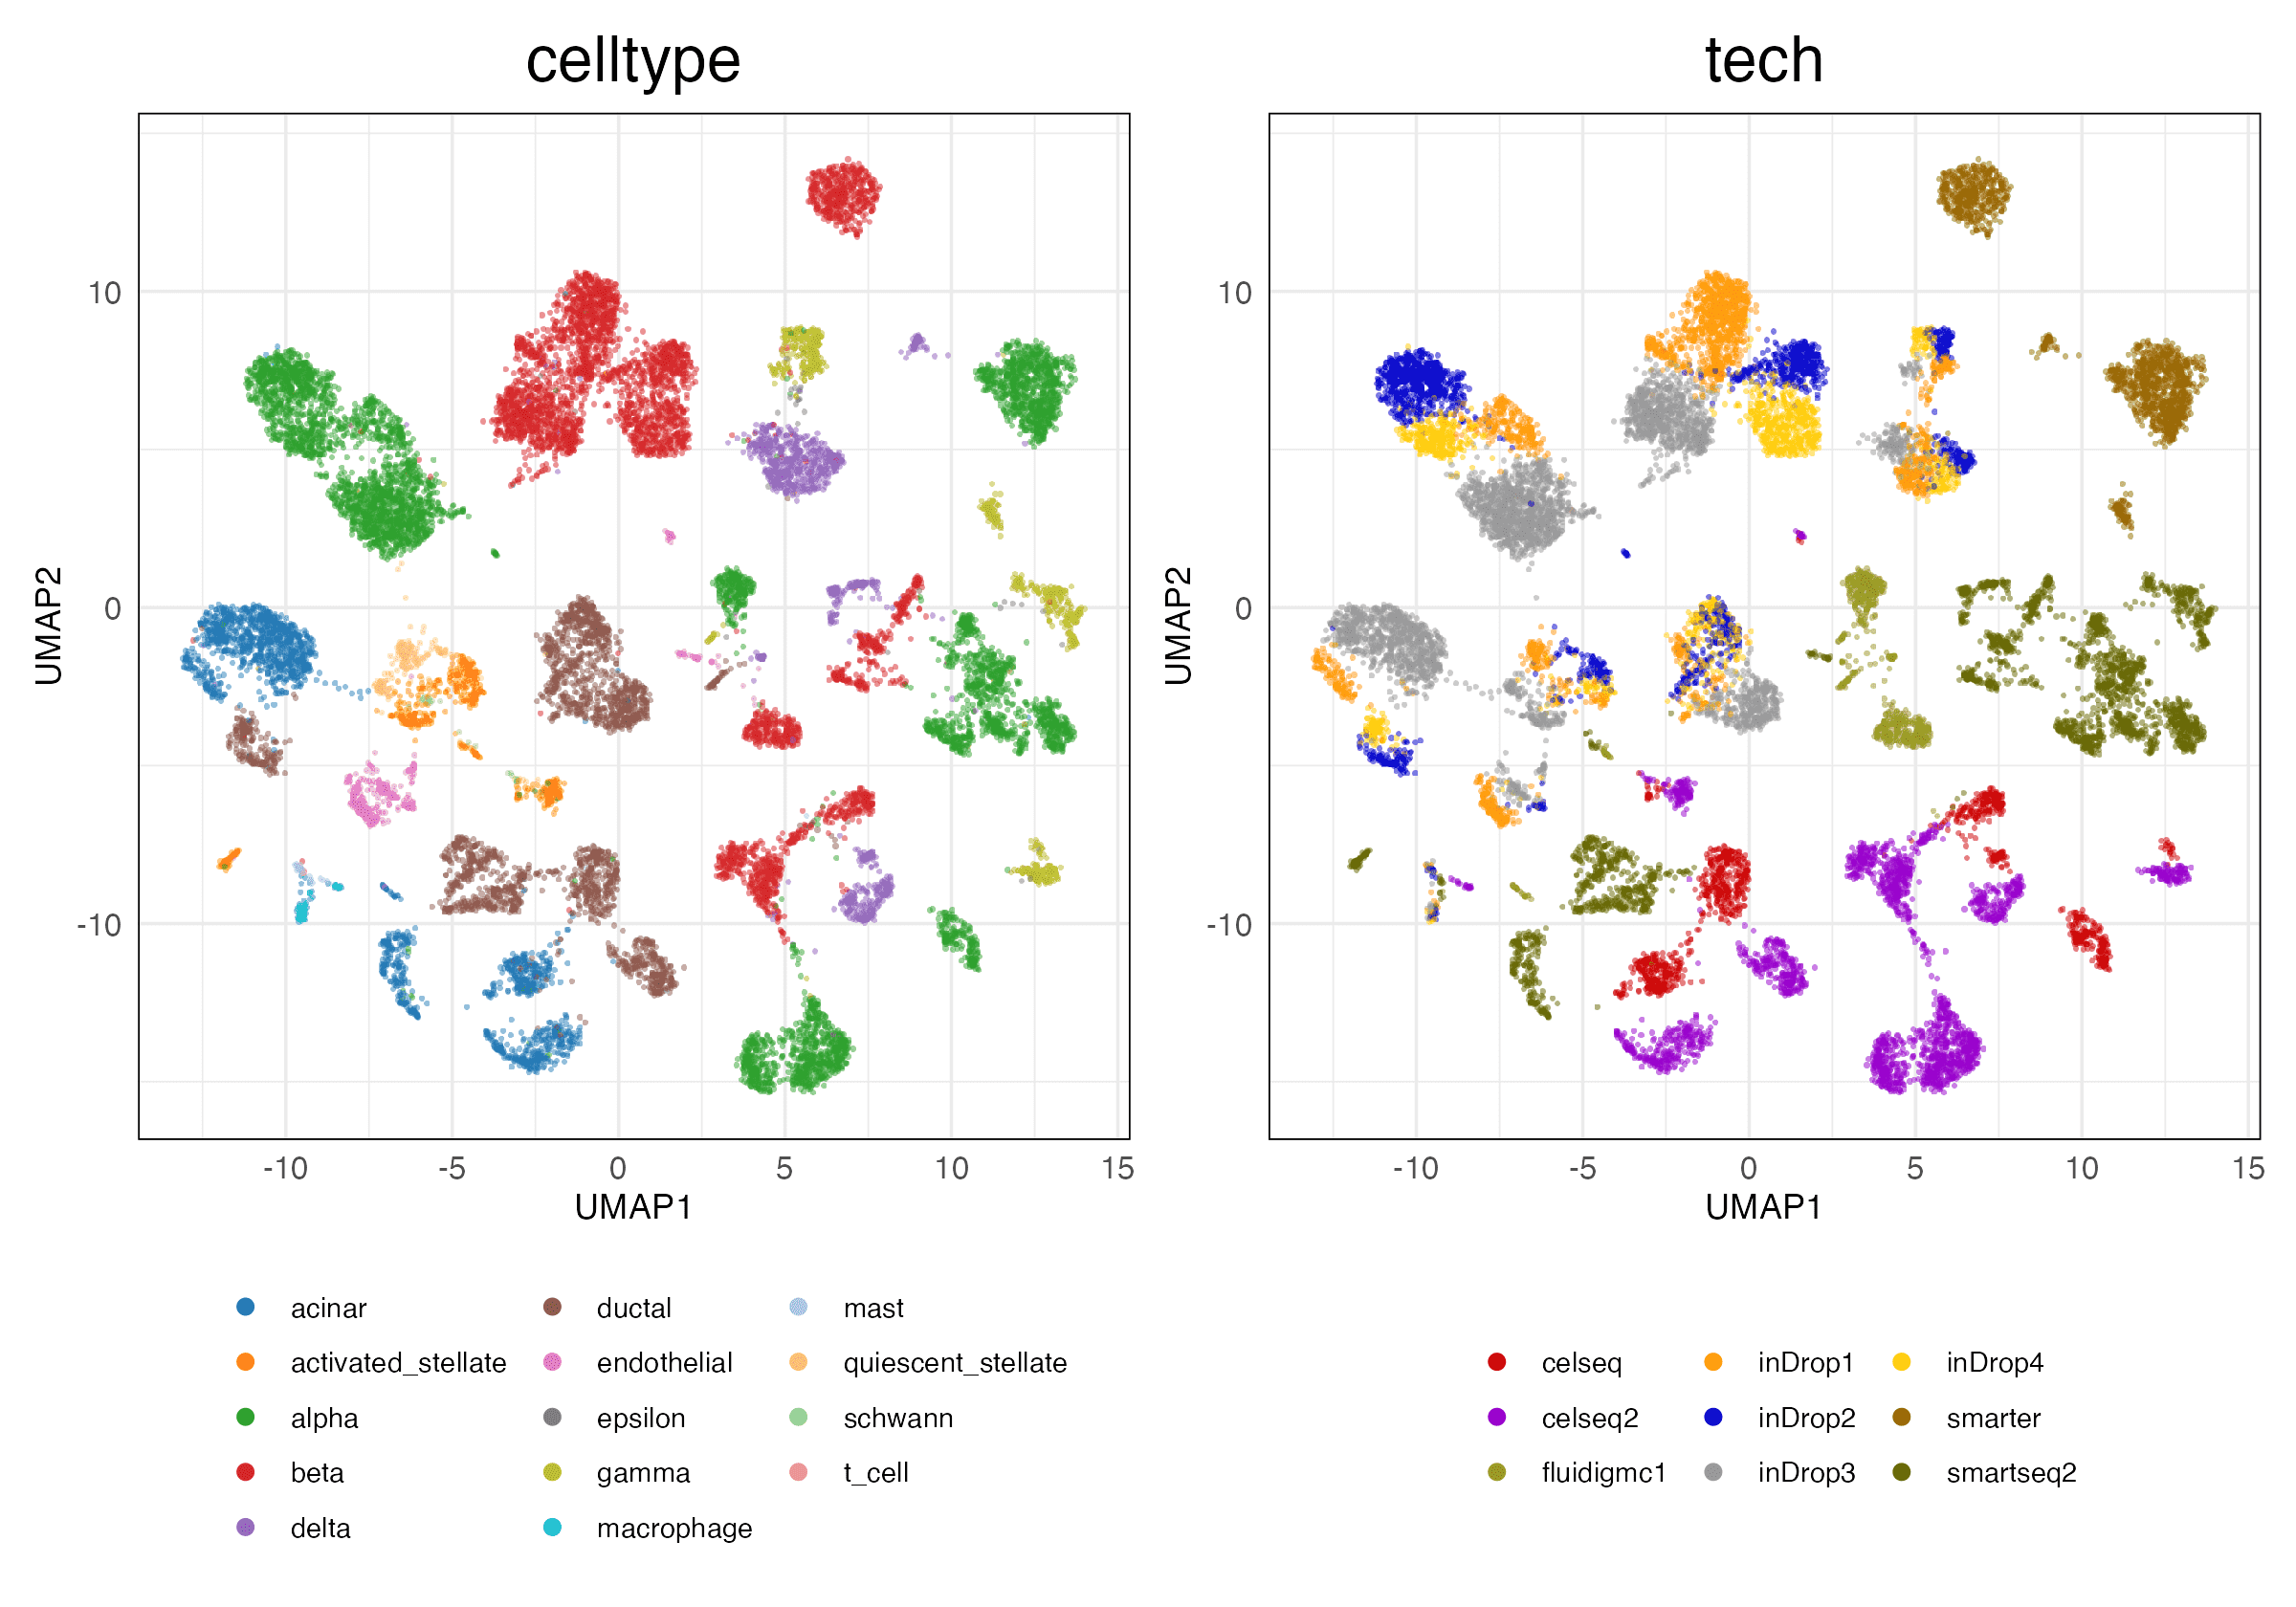 celltype
tech
10
0
-10
UMAP2
-10 -5 0 5 10 15
UMAP1
10
0
-10
UMAP2
-10 -5 0 5 10 15
UMAP1
acinar ductal mast
activated_stellate endothelial quiescent_stellate
alpha epsilon schwann
beta gamma t_cell
delta macrophage
celseq inDrop1 inDrop4
celseq2 inDrop2 smarter
fluidigmc1 inDrop3 smartseq2